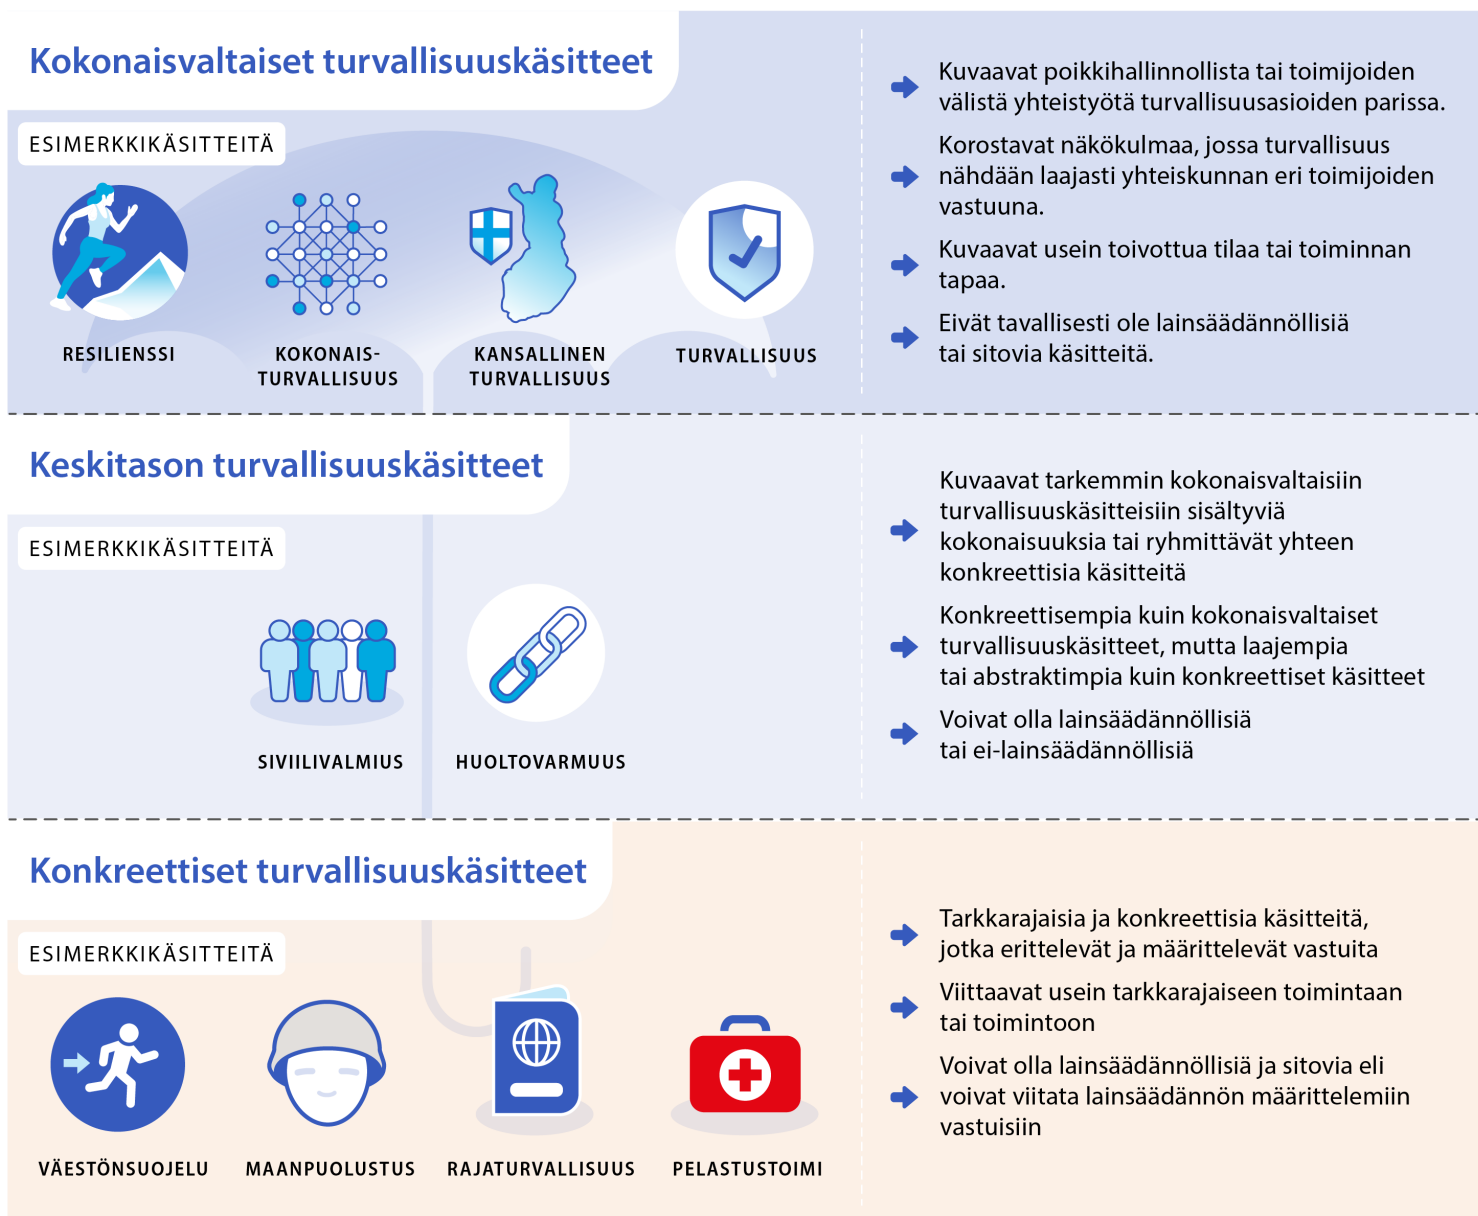 Kokonaisvaltaiset turvallisuuskäsitteet
ESIMERKKIKÄSITTEITÄ
RESILIENSSI
KOKONAIS-
TURVALLISUUS
KANSALLINEN
TURVALLISUUS
TURVALLISUUS
Kuvaavat poikkihallinnollista tai toimijoiden
välistä yhteistyötä turvallisuusasioiden parissa.
Korostavat näkökulmaa, jossa turvallisuus
nähdään laajasti yhteiskunnan eri toimijoiden
vastuuna.
Kuvaavat usein toivottua tilaa tai toiminnan
tapaa.
Eivät tavallisesti ole lainsäädännöllisiä
tai sitovia käsitteitä.
Keskitason turvallisuuskäsitteet
ESIMERKKIKÄSITTEITÄ
SIVIILIVALMIUS
HUOLTOVARMUUS
Kuvaavat tarkemmin kokonaisvaltaisiin
turvallisuuskäsitteisiin sisältyviä
kokonaisuuksia tai ryhmittävät yhteen
konkreettisia käsitteitä
Konkreettisempia kuin kokonaisvaltaiset
turvallisuuskäsitteet, mutta laajempia
tai abstraktimpia kuin konkreettiset käsitteet
Voivat olla lainsäädännöllisiä
tai ei-lainsäädännöllisiä
Konkreettiset turvallisuuskäsitteet
ESIMERKKIKÄSITTEITÄ
VÄESTÖNSUOJELU
MAANPUOLUSTUS
RAJATURVALLISUUS
PELASTUSTOIMI
Tarkkarajaisia ja konkreettisia käsitteitä,
jotka erittelevät ja määrittelevät vastuita
Viittaavat usein tarkkarajaiseen toimintaan
tai toimintoon
Voivat olla lainsäädännöllisiä ja sitovia eli
voivat viitata lainsäädännön määrittelemiin
vastuisiin